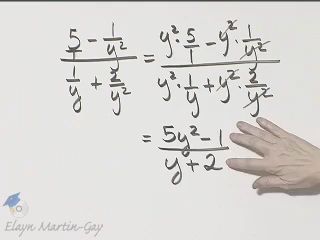 (5/1 - 1/y²)/(1/y + 2/y²) = (y²·5/1 - y²·1/y²)/(y²·1/y + y²·2/y²)
= (5y² - 1)/(y + 2)
Elayn Martin-Gay